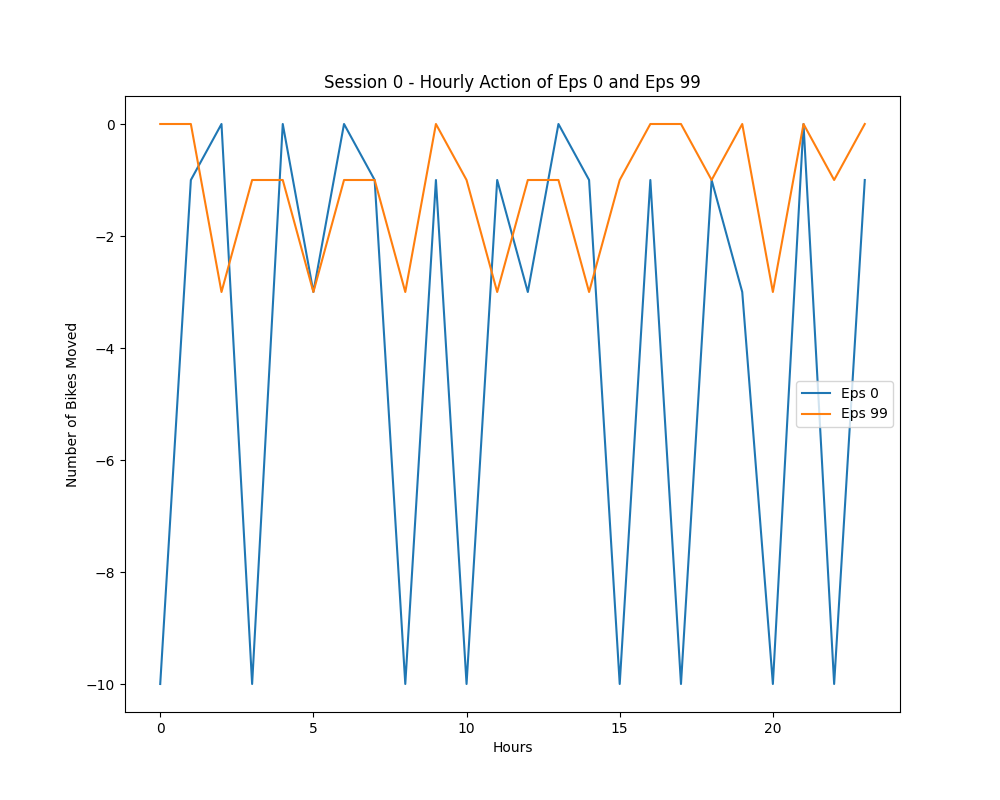 Session 0 - Hourly Action of Eps 0 and Eps 99
Number of Bikes Moved
0
−2
−4
−6
−8
−10
Eps 0
Eps 99
0
5
10
15
20
Hours